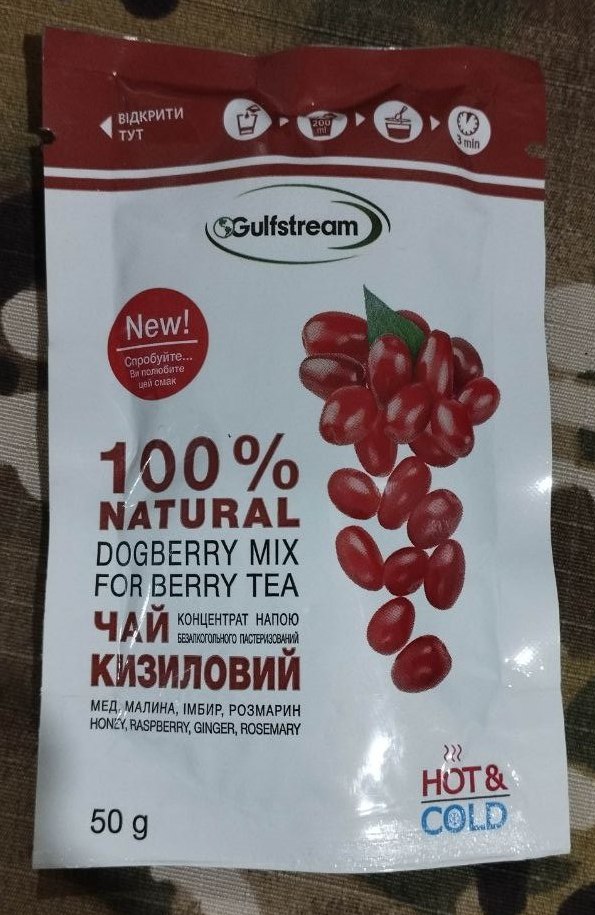 ВІДКРИТИ
ТУТ
200
ml
3 min
Gulfstream
New!
Спробуйте...
Ви полюбите
цей смак
100%
NATURAL
DOGBERRY MIX
FOR BERRY TEA
ЧАЙ
КОНЦЕНТРАТ НАПОЮ
БЕЗАЛКОГОЛЬНОГО ПАСТЕРИЗОВАНИЙ
КИЗИЛОВИЙ
МЕД, МАЛИНА, ІМБИР, РОЗМАРИН
HONEY, RASPBERRY, GINGER, ROSEMARY
50 g
HOT &
COLD